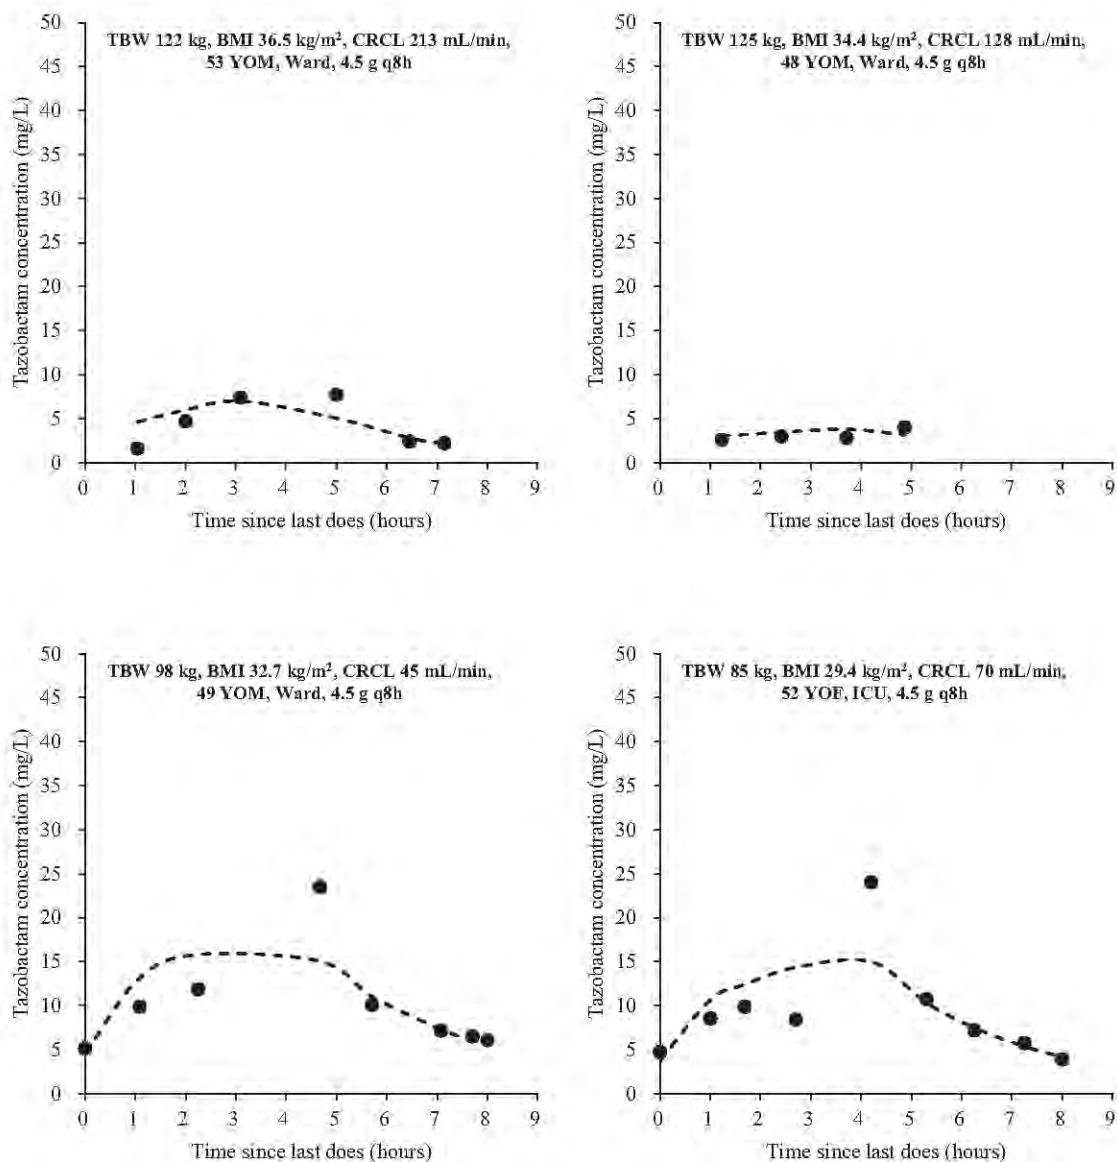 TBW 122 kg, BMI 36.5 kg/m², CRCL 213 mL/min,
53 YOM, Ward, 4.5 g q8h
Tazobactam concentration (mg/L)
50
45
40
35
30
25
20
15
10
5
0
0 1 2 3 4 5 6 7 8 9
Time since last does (hours)
TBW 125 kg, BMI 34.4 kg/m², CRCL 128 mL/min,
48 YOM, Ward, 4.5 g q8h
Tazobactam concentration (mg/L)
50
45
40
35
30
25
20
15
10
5
0
0 1 2 3 4 5 6 7 8 9
Time since last does (hours)
TBW 98 kg, BMI 32.7 kg/m², CRCL 45 mL/min,
49 YOM, Ward, 4.5 g q8h
Tazobactam concentration (mg/L)
50
45
40
35
30
25
20
15
10
5
0
0 1 2 3 4 5 6 7 8 9
Time since last does (hours)
TBW 85 kg, BMI 29.4 kg/m², CRCL 70 mL/min,
52 YOF, ICU, 4.5 g q8h
Tazobactam concentration (mg/L)
50
45
40
35
30
25
20
15
10
5
0
0 1 2 3 4 5 6 7 8 9
Time since last does (hours)